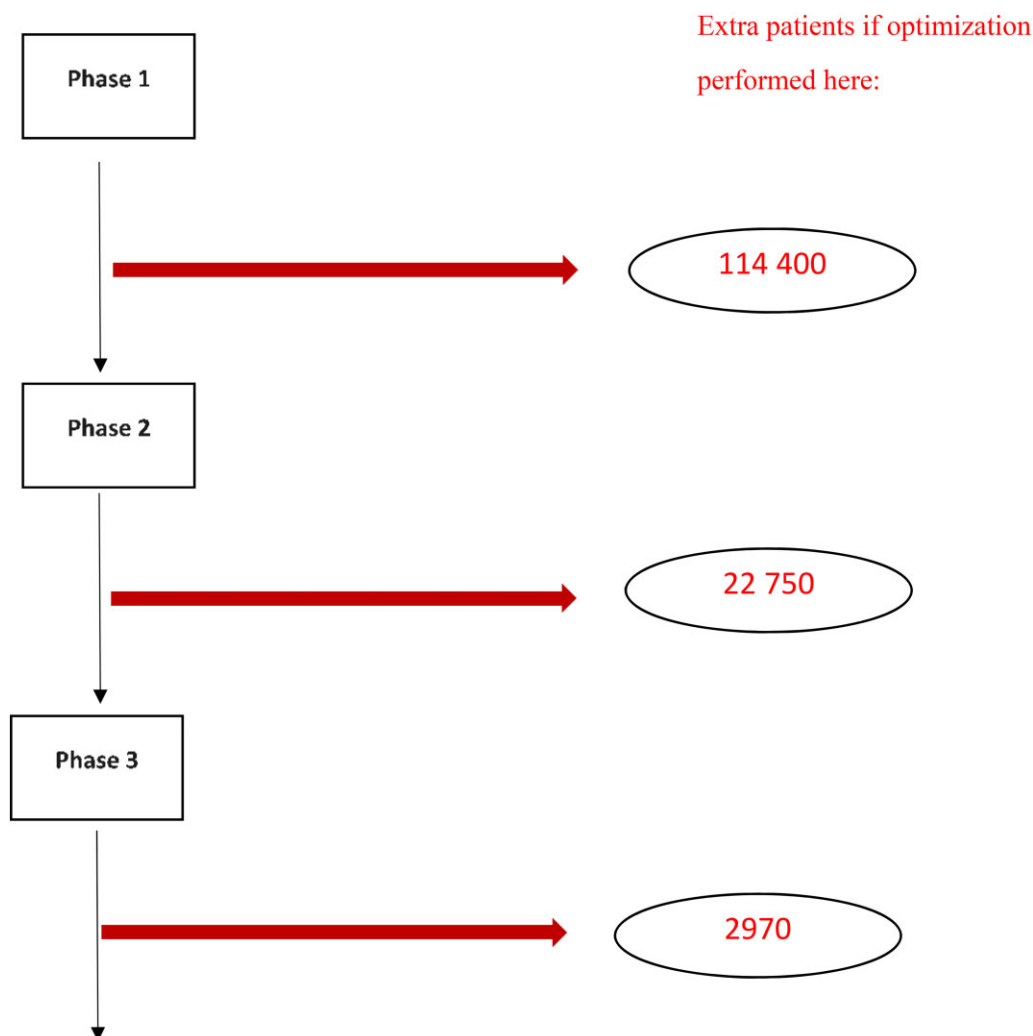 Extra patients if optimization
performed here:
Phase 1
114 400
Phase 2
22 750
Phase 3
2970